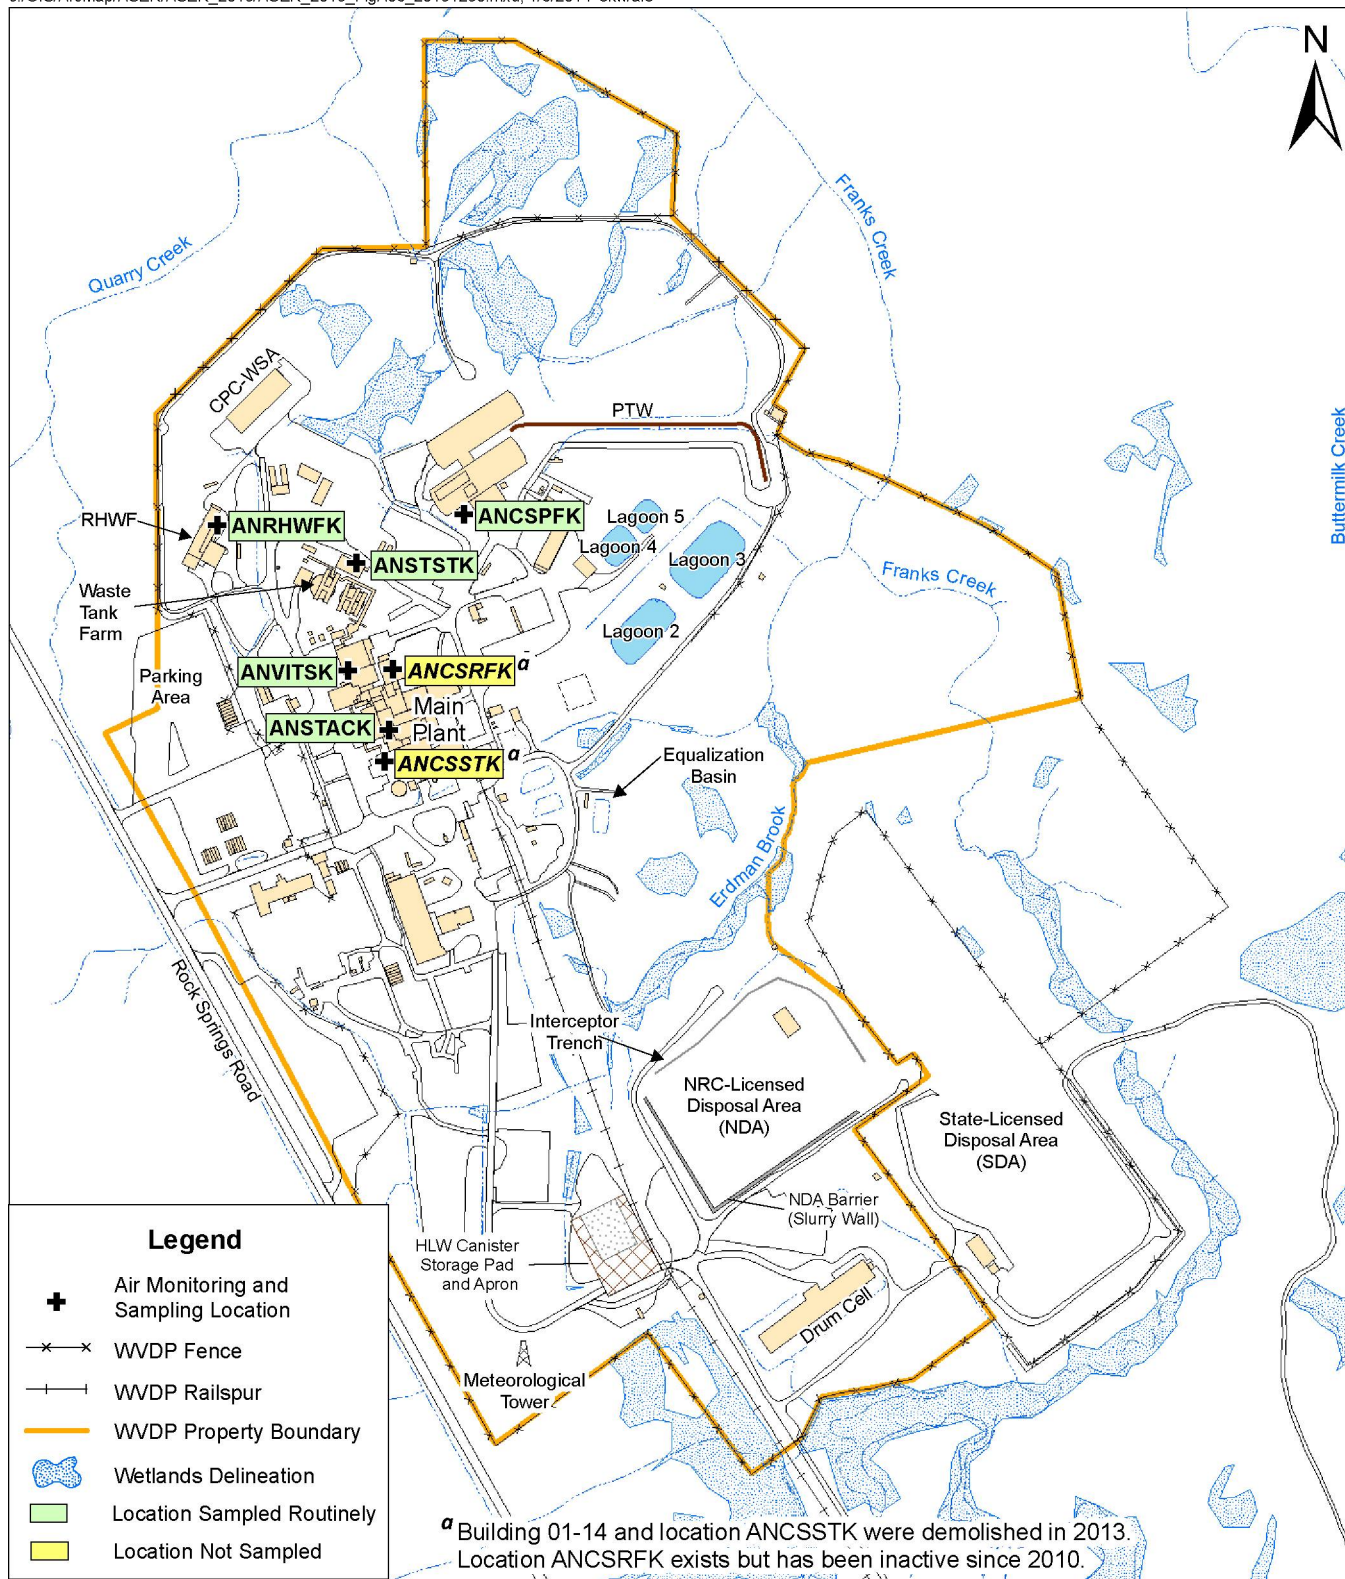 N
Franks Creek
Quarry Creek
CPC-WSA
PTW
Buttermilk Creek
RHWF
ANRHWFK
ANCSPFK
Lagoon 5
Lagoon 4
Lagoon 3
ANSTSTK
Franks Creek
Waste
Tank
Farm
Lagoon 2
ANVITSK
ANCSRFK a
Parking
Area
Main
Plant
ANSTACK
ANCSSTK a
Equalization
Basin
Erdman Brook
Rock Springs Road
Interceptor
Trench
NRC-Licensed
Disposal Area
(NDA)
State-Licensed
Disposal Area
(SDA)
NDA Barrier
(Slurry Wall)
HLW Canister
Storage Pad
and Apron
Drum Cell
Meteorological
Tower
Legend
Air Monitoring and
Sampling Location
WVDP Fence
WVDP Railspur
WVDP Property Boundary
Wetlands Delineation
Location Sampled Routinely
Location Not Sampled
a Building 01-14 and location ANCSSTK were demolished in 2013.
Location ANCSRFK exists but has been inactive since 2010.